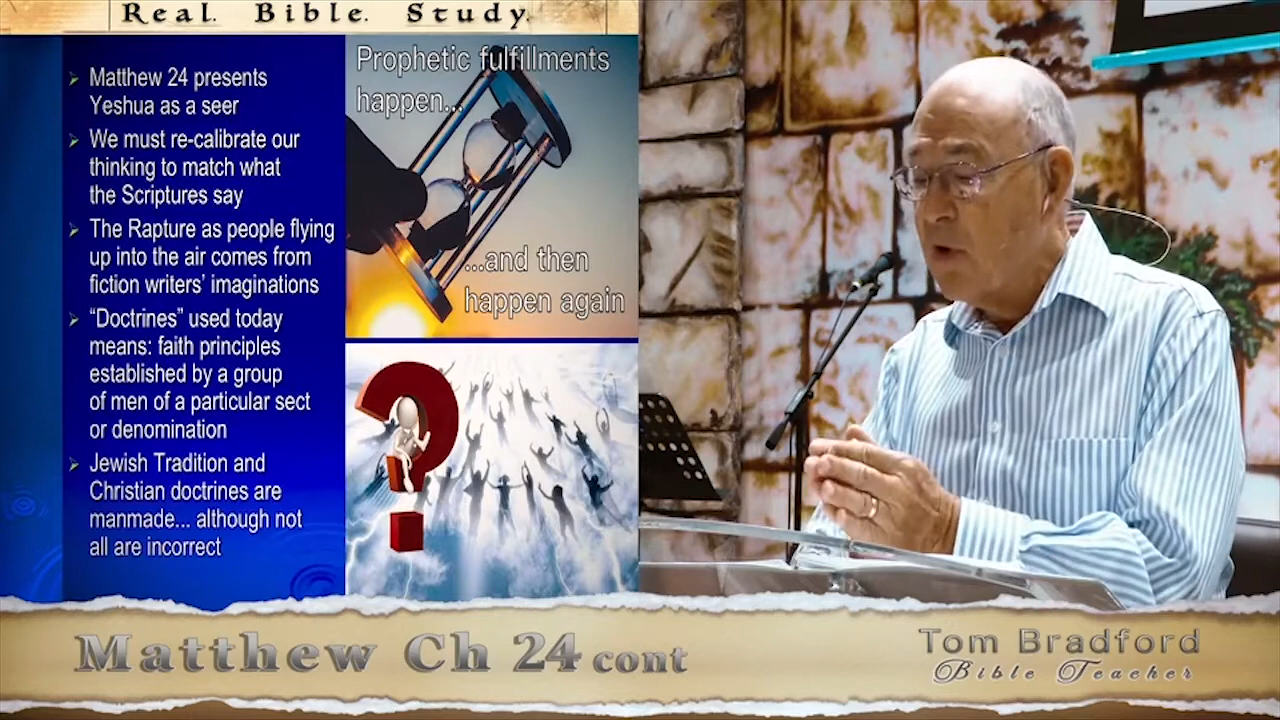 Real. Bible. Study.
Matthew 24 presents
Yeshua as a seer
We must re-calibrate our
thinking to match what
the Scriptures say
The Rapture as people flying
up into the air comes from
fiction writers' imaginations
“Doctrines” used today
means: faith principles
established by a group
of men of a particular sect
or denomination
Jewish Tradition and
Christian doctrines are
manmade... although not
all are incorrect
Prophetic fulfillments
happen...
...and then
happen again
Matthew Ch 24 cont
Tom Bradford
Bible Teacher